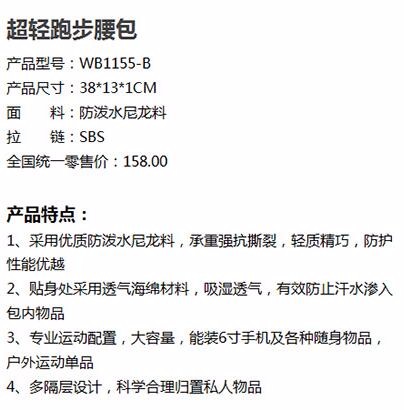 超轻跑步腰包
产品型号：WB1155-B
产品尺寸：38*13*1CM
面　　料：防泼水尼龙料
拉　　链：SBS
全国统一零售价：158.00
产品特点：
1、采用优质防泼水尼龙料，承重强抗撕裂，轻质精巧，防护
性能优越
2、贴身处采用透气海绵材料，吸湿透气，有效防止汗水渗入
包内物品
3、专业运动配置，大容量，能装6寸手机及各种随身物品，
户外运动单品
4、多隔层设计，科学合理归置私人物品